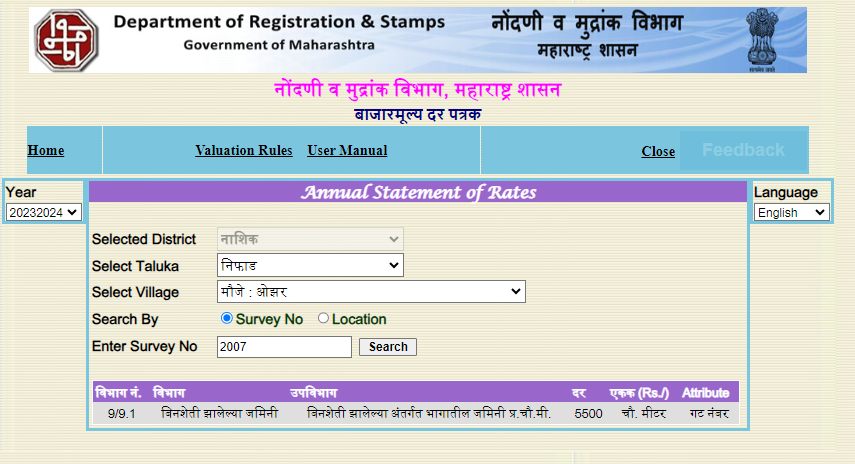 Department of Registration & Stamps
Government of Maharashtra
नोंदणी व मुद्रांक विभाग
महाराष्ट्र शासन
नोंदणी व मुद्रांक विभाग, महाराष्ट्र शासन
बाजारमूल्य दर पत्रक
Home Valuation Rules User Manual Close Feedback
Year
20232024
Annual Statement of Rates
Language
English
Selected District नाशिक
Select Taluka निफाड
Select Village मौजे : ओझर
Search By Survey No Location
Enter Survey No 2007 Search
विभाग नं. विभाग उपविभाग दर एकक (Rs./) Attribute
9/9.1 बिनशेती झालेल्या जमिनी बिनशेती झालेल्या अंतर्गत भागातील जमिनी प्र.चौ.मी. 5500 चौ. मीटर गट नंबर